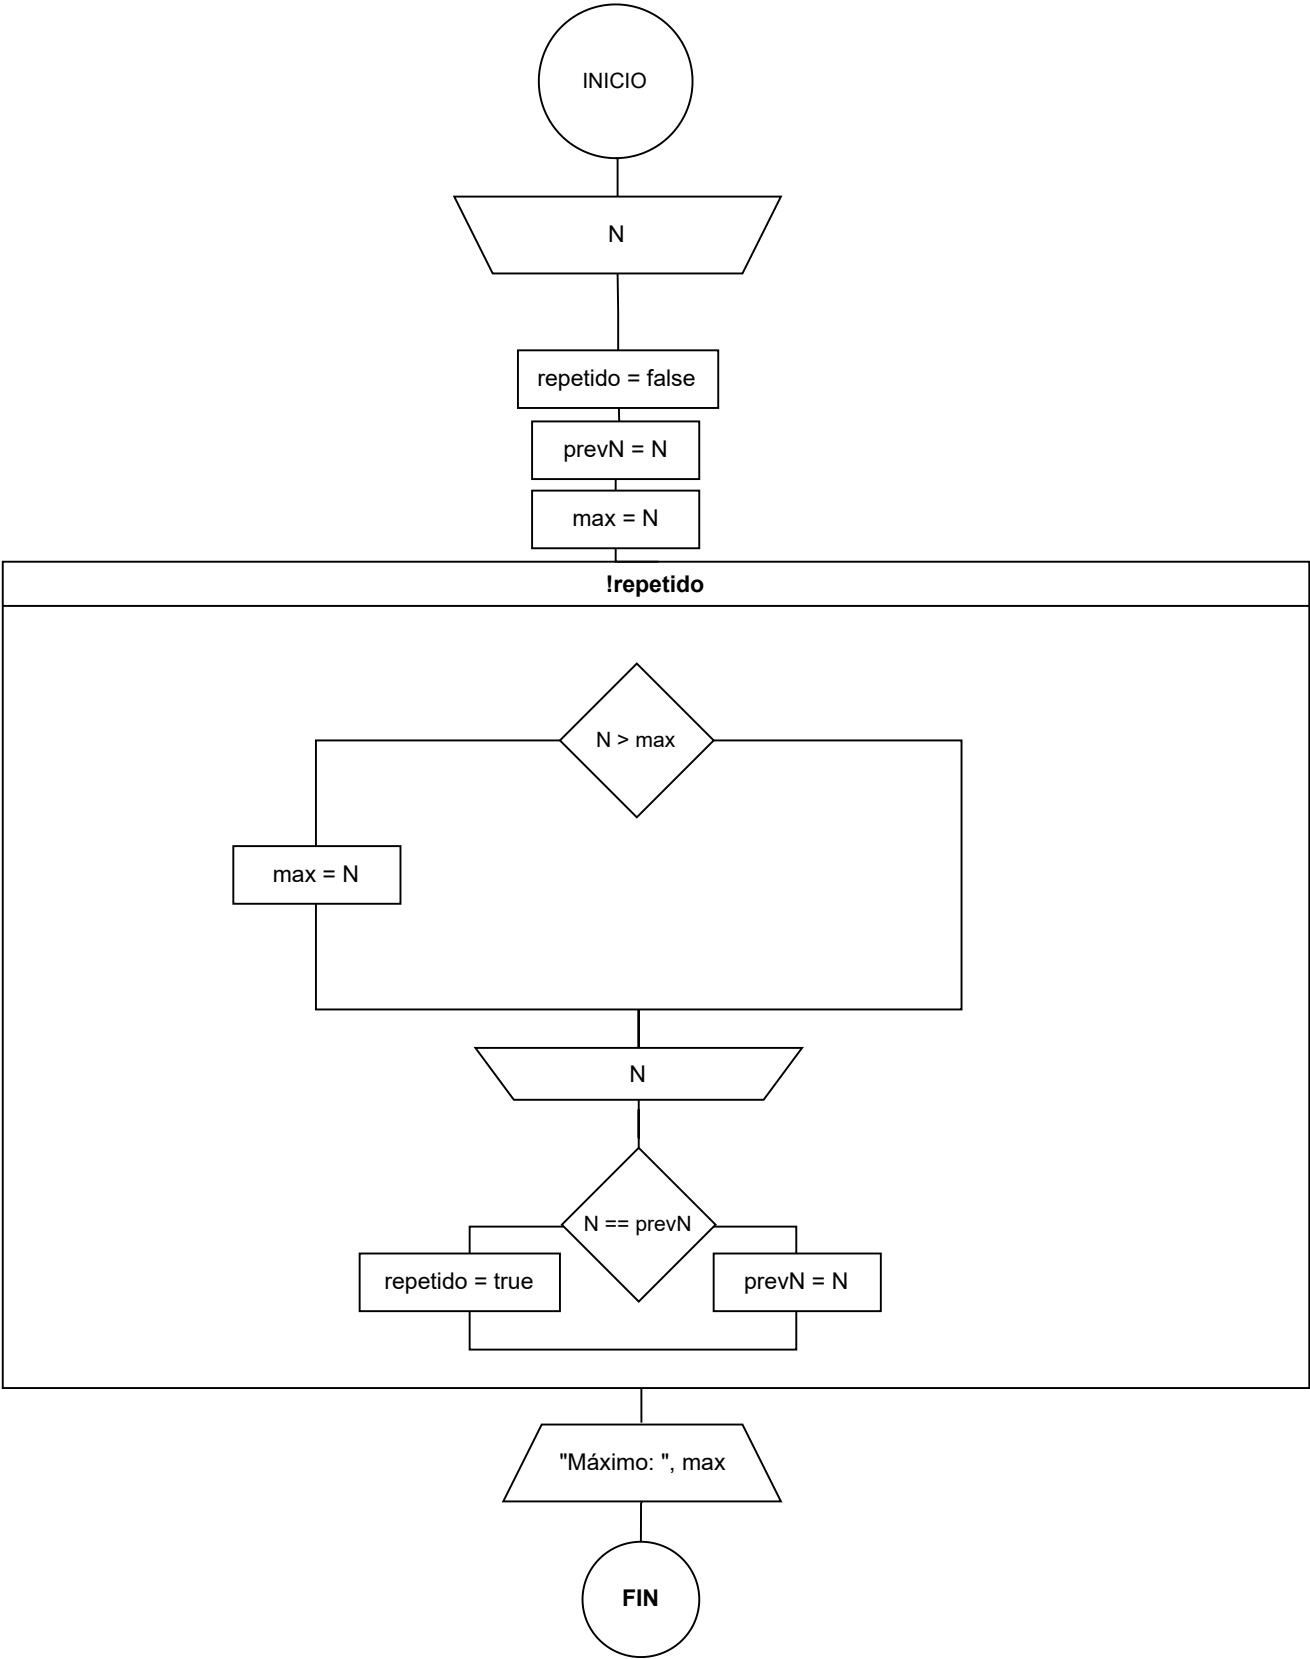 INICIO
N
repetido = false
prevN = N
max = N
!repetido
N > max
max = N
N
N == prevN
repetido = true
prevN = N
"Máximo: ", max
FIN